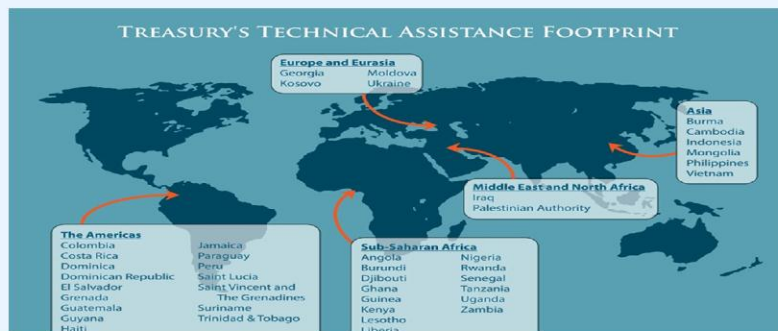 TREASURY'S TECHNICAL ASSISTANCE FOOTPRINT
Europe and Eurasia
Georgia Moldova
Kosovo Ukraine
Asia
Burma
Cambodia
Indonesia
Mongolia
Philippines
Vietnam
Middle East and North Africa
Iraq
Palestinian Authority
The Americas
Colombia Jamaica
Costa Rica Paraguay
Dominica Peru
Dominican Republic Saint Lucia
El Salvador Saint Vincent and
Grenada The Grenadines
Guatemala Suriname
Guyana Trinidad & Tobago
Haiti
Sub-Saharan Africa
Angola Nigeria
Burundi Rwanda
Djibouti Senegal
Ghana Tanzania
Guinea Uganda
Kenya Zambia
Lesotho
Liberia